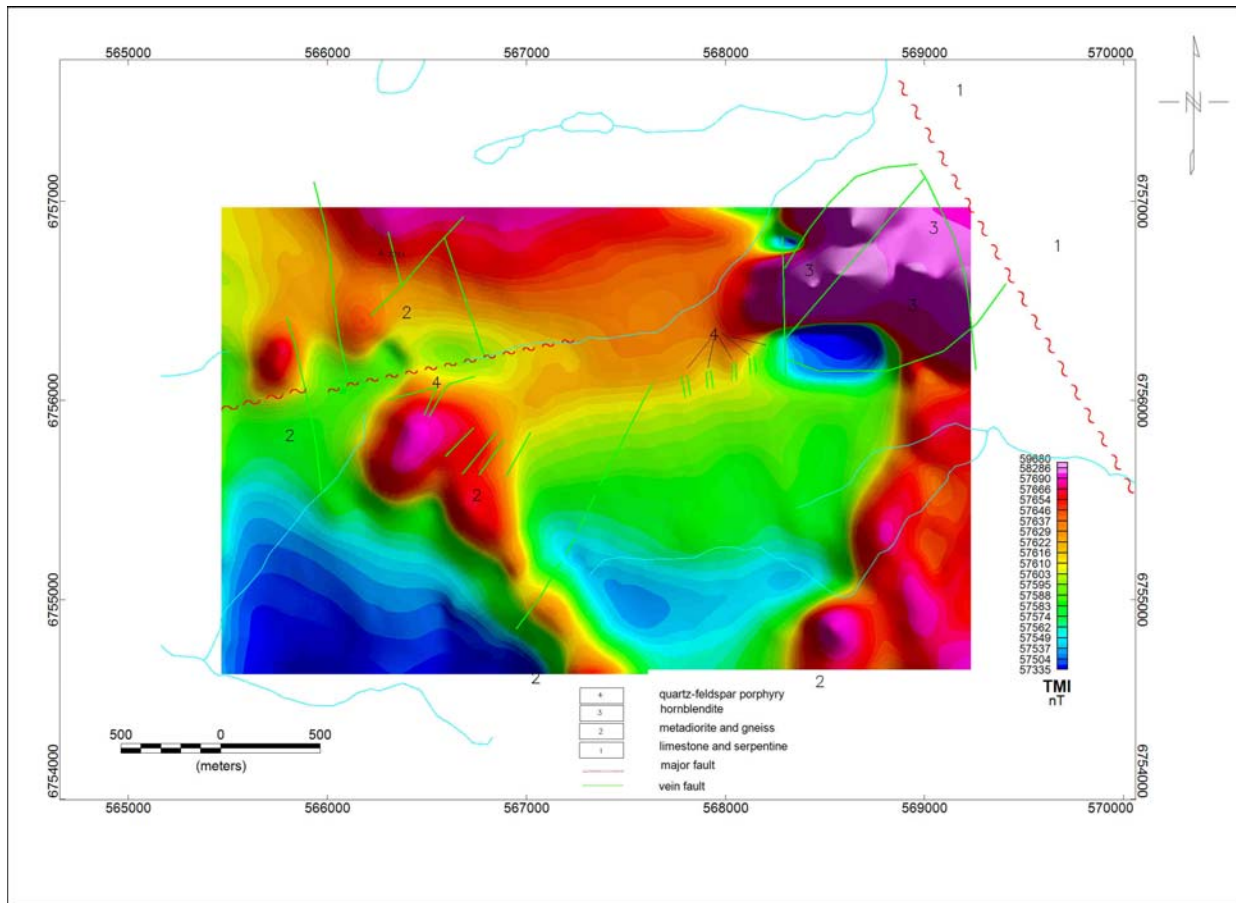 565000 566000 567000 568000 569000 570000
1
N
6757000 6757000
3
1
3
3
2
4
6756000 6756000
4
2
2
59680
58286
57690
57666
57654
57646
57637
57629
57622
57616
57610
57603
57595
57588
57583
57574
57562
57549
57537
57504
57335
TMI
nT
6755000 6755000
2
2
4 quartz-feldspar porphyry
3 hornblendite
2 metadiorite and gneiss
1 limestone and serpentine
major fault
vein fault
500 0 500
(meters)
6754000 6754000
565000 566000 567000 568000 569000 570000